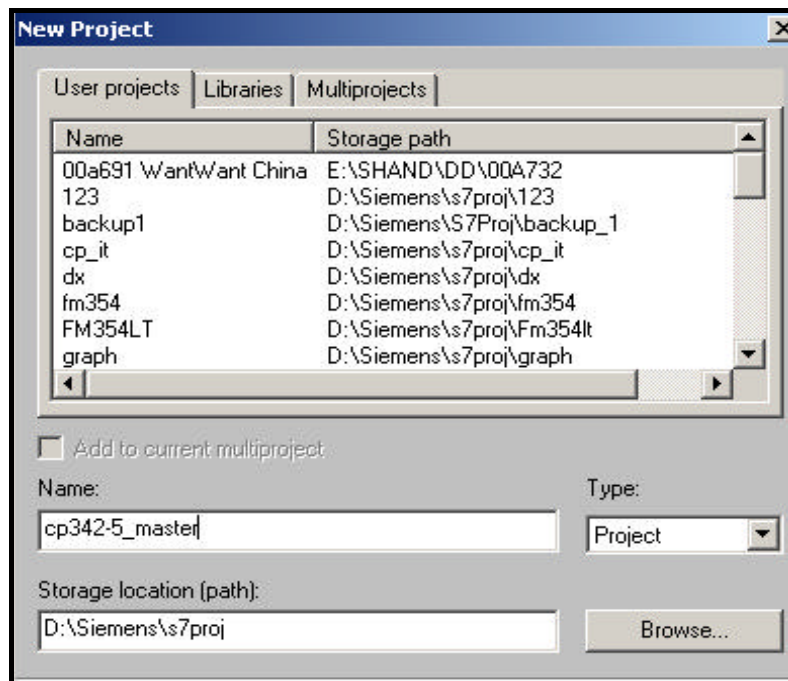 New Project
User projects Libraries Multiprojects
Name Storage path
00a691 WantWant China E:\SHAND\DD\00A732
123 D:\Siemens\s7proj\123
backup1 D:\Siemens\S7Proj\backup_1
cp_it D:\Siemens\s7proj\cp_it
dx D:\Siemens\s7proj\dx
fm354 D:\Siemens\s7proj\fm354
FM354LT D:\Siemens\s7proj\Fm354lt
graph D:\Siemens\s7proj\graph
Add to current multiproject
Name: Type:
cp342-5_master Project
Storage location (path):
D:\Siemens\s7proj Browse...